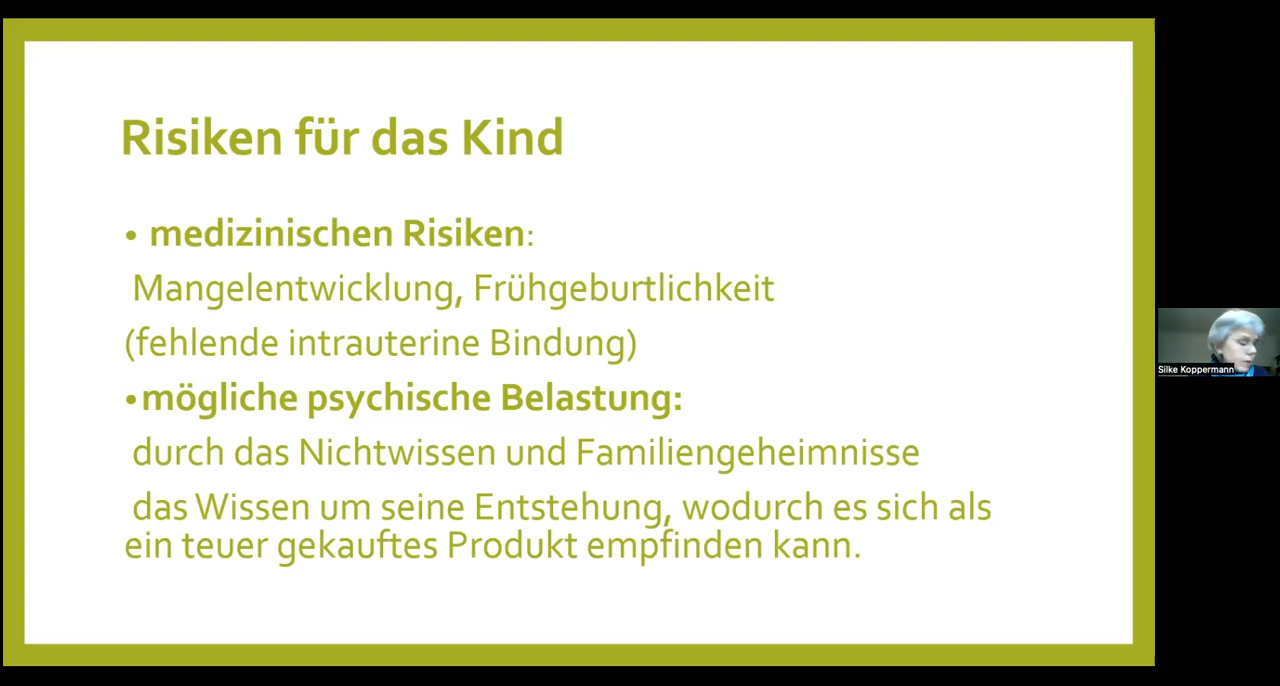 Risiken für das Kind
• medizinischen Risiken:
Mangelentwicklung, Frühgeburtlichkeit
(fehlende intrauterine Bindung)
•mögliche psychische Belastung:
durch das Nichtwissen und Familiengeheimnisse
das Wissen um seine Entstehung, wodurch es sich als
ein teuer gekauftes Produkt empfinden kann.
Silke Koppermann